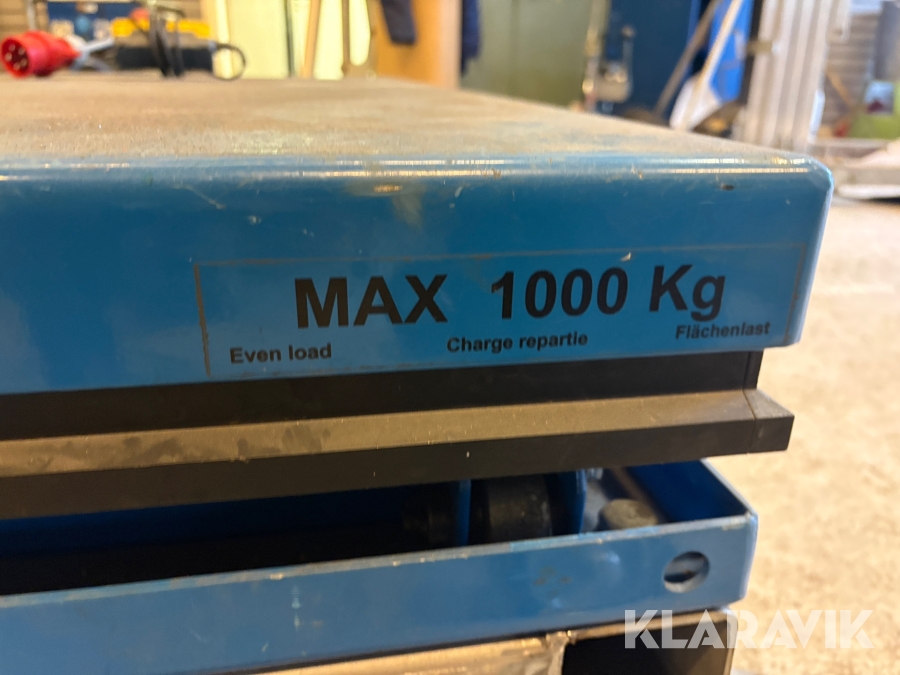 MAX 1000 Kg
Even load Charge repartie Flächenlast
KLARAVIK